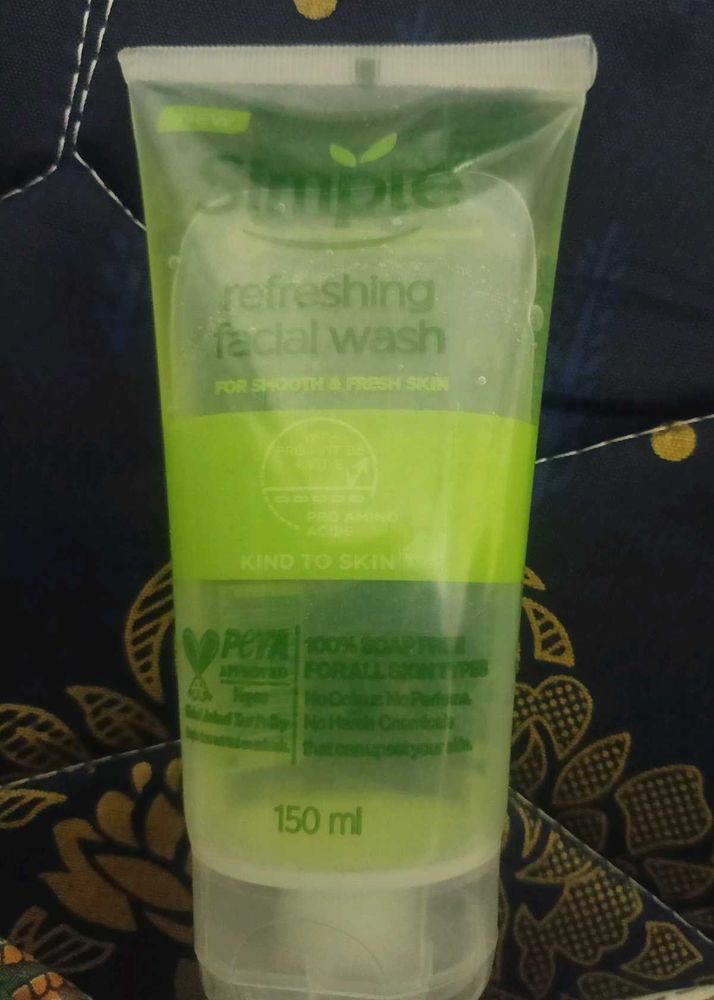 NEW
Simple
refreshing
facial wash
FOR SMOOTH & FRESH SKIN
PRO AMINO
ACIDS
KIND TO SKIN
PeTA
APPROVED
Vegan
100% SOAP FREE
FOR ALL SKIN TYPES
No Colour, No Perfume,
No Harsh Chemicals
that can upset your skin.
150 ml